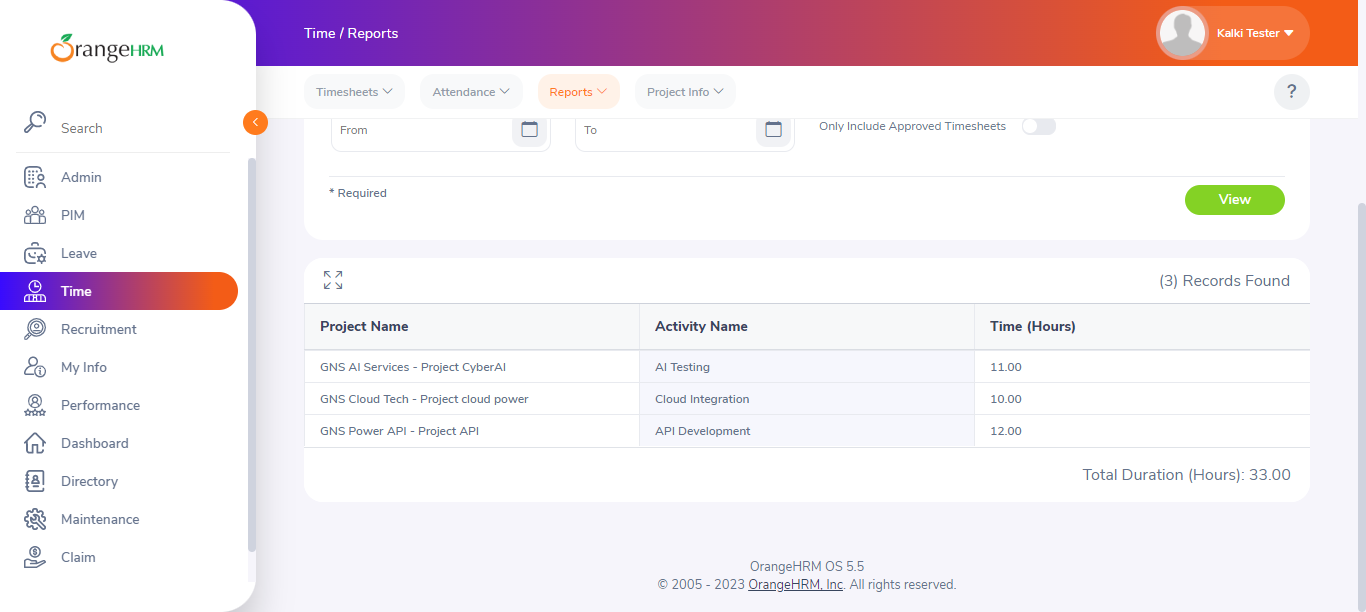 OrangeHRM
Time / Reports
Kalki Tester
Timesheets
Attendance
Reports
Project Info
?
Search
Admin
PIM
Leave
Time
Recruitment
My Info
Performance
Dashboard
Directory
Maintenance
Claim
From
To
Only Include Approved Timesheets
* Required
View
(3) Records Found
Project Name Activity Name Time (Hours)
GNS AI Services - Project CyberAI AI Testing 11.00
GNS Cloud Tech - Project cloud power Cloud Integration 10.00
GNS Power API - Project API API Development 12.00
Total Duration (Hours): 33.00
OrangeHRM OS 5.5
© 2005 - 2023 OrangeHRM, Inc. All rights reserved.